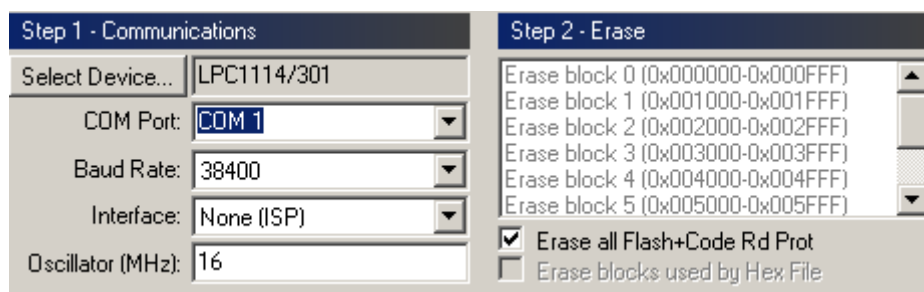 Step 1 - Communications
Select Device... LPC1114/301
COM Port: COM 1
Baud Rate: 38400
Interface: None (ISP)
Oscillator (MHz): 16
Step 2 - Erase
Erase block 0 (0x000000-0x000FFF)
Erase block 1 (0x001000-0x001FFF)
Erase block 2 (0x002000-0x002FFF)
Erase block 3 (0x003000-0x003FFF)
Erase block 4 (0x004000-0x004FFF)
Erase block 5 (0x005000-0x005FFF)
Erase all Flash+Code Rd Prot
Erase blocks used by Hex File